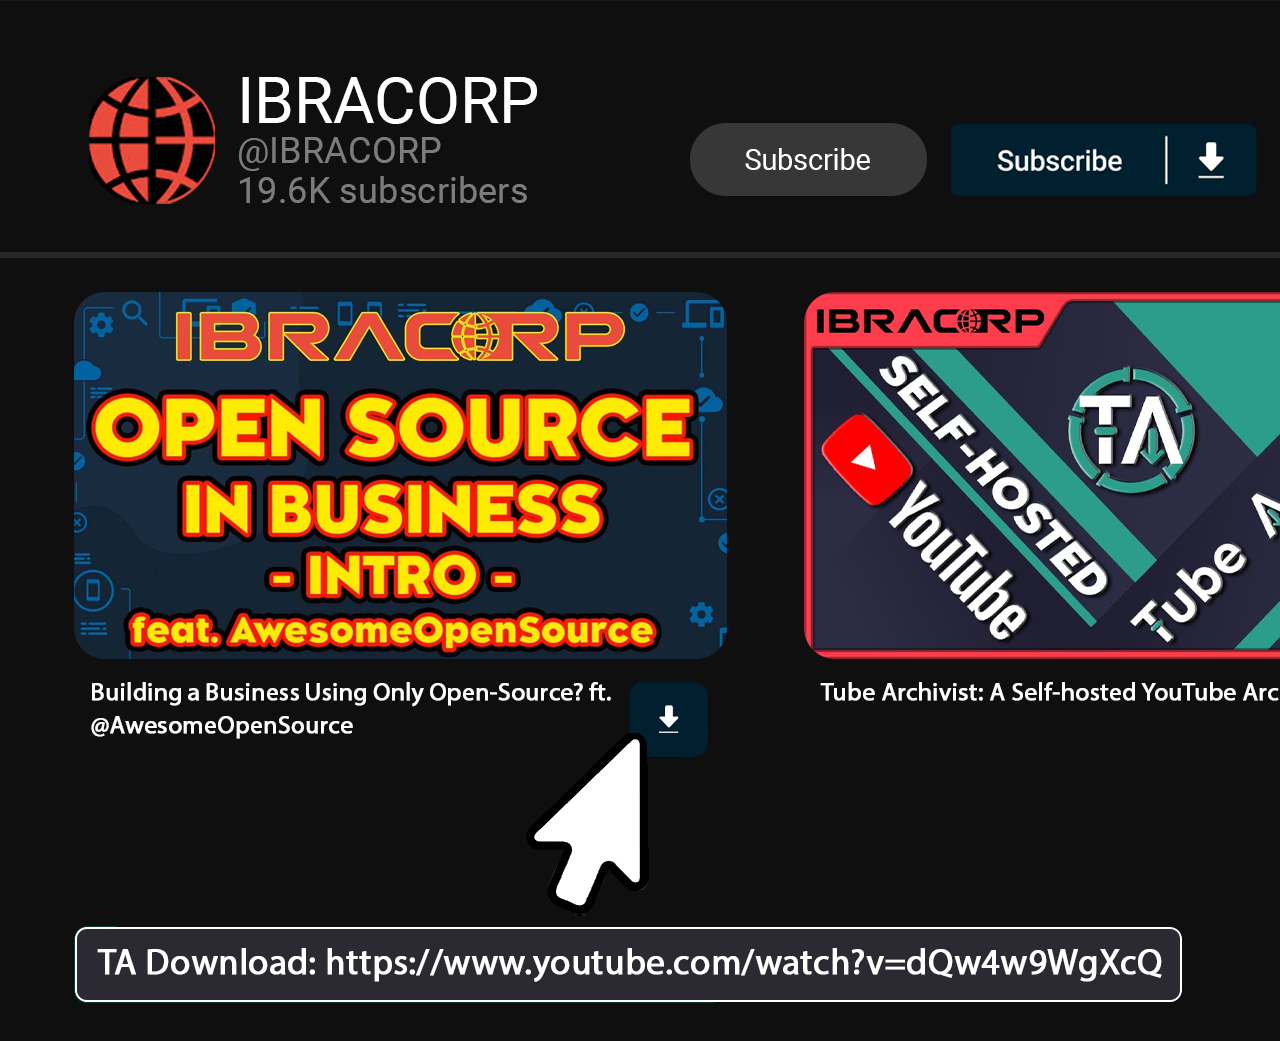 IBRACORP
@IBRACORP
19.6K subscribers
Subscribe
Subscribe
IBRACORP
OPEN SOURCE
IN BUSINESS
- INTRO -
feat. AwesomeOpenSource
IBRACORP
SELF-HOSTED
YouTube
TA
Tube A
Building a Business Using Only Open-Source? ft.
@AwesomeOpenSource
Tube Archivist: A Self-hosted YouTube Arc
TA Download: https://www.youtube.com/watch?v=dQw4w9WgXcQ